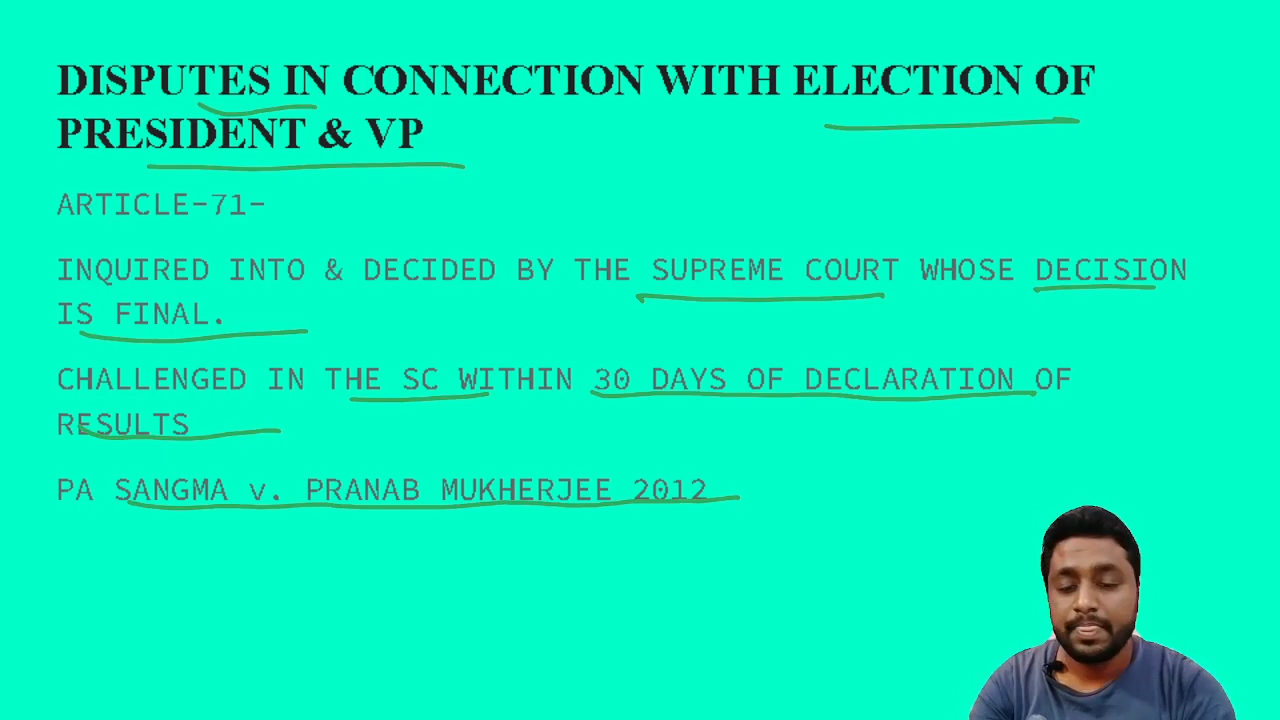 DISPUTES IN CONNECTION WITH ELECTION OF
PRESIDENT & VP
ARTICLE-71-
INQUIRED INTO & DECIDED BY THE SUPREME COURT WHOSE DECISION
IS FINAL.
CHALLENGED IN THE SC WITHIN 30 DAYS OF DECLARATION OF
RESULTS
PA SANGMA v. PRANAB MUKHERJEE 2012